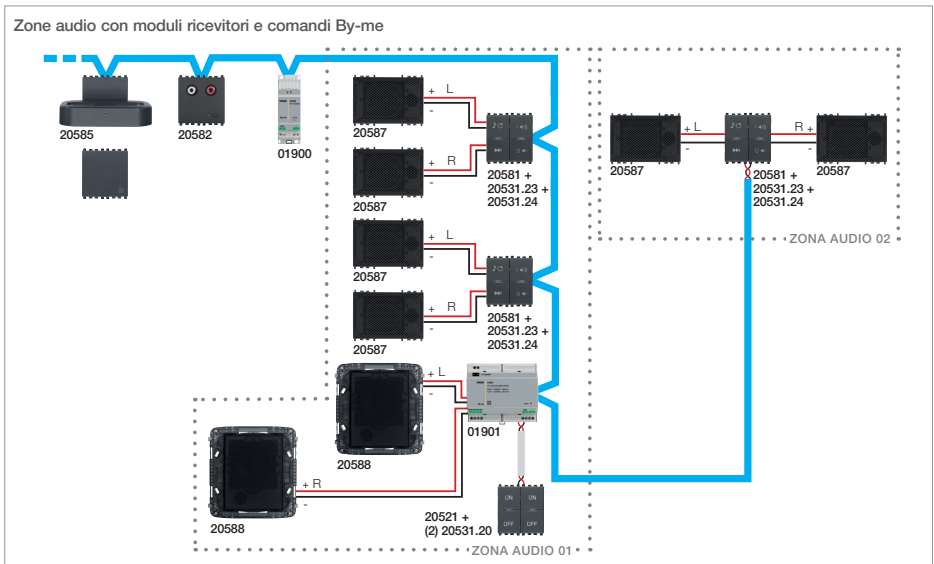 Zone audio con moduli ricevitori e comandi By-me
20585
20582
01900
+ L
-
20587
+ R
-
20587
20581 +
20531.23 +
20531.24
+ L
-
20587
+ R
-
20587
20581 +
20531.23 +
20531.24
+ L
-
20588
01901
+ R
-
20588
ON ON
OFF OFF
20521 +
(2) 20531.20
ZONA AUDIO 01
+ L
-
R +
-
20587
20581 +
20531.23 +
20531.24
20587
ZONA AUDIO 02